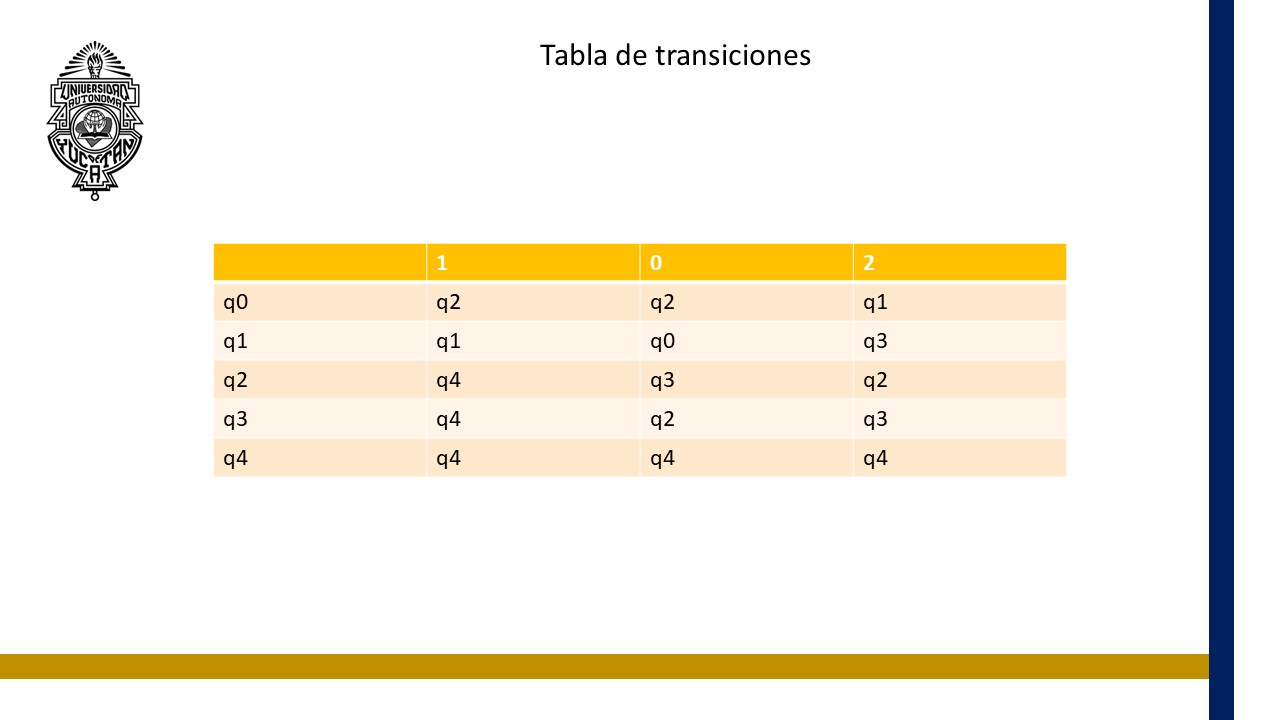 Tabla de transiciones
UNIVERSIDAD
AUTONOMA
YUCATAN
1 0 2
q0 q2 q2 q1
q1 q1 q0 q3
q2 q4 q3 q2
q3 q4 q2 q3
q4 q4 q4 q4